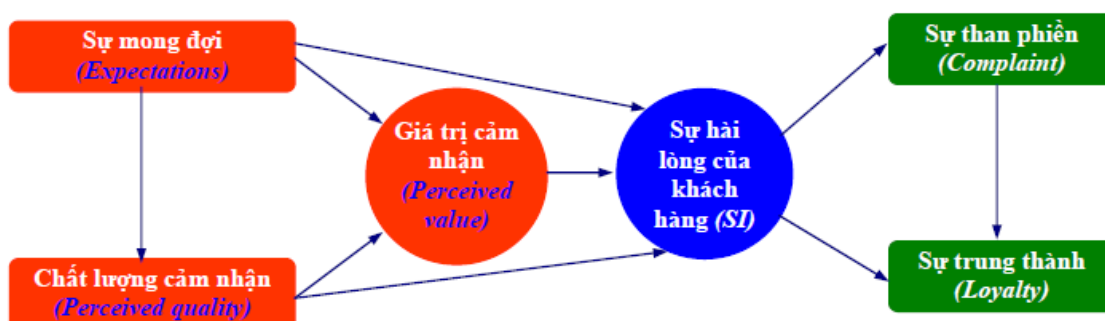 Sự mong đợi
(Expectations)
Sự than phiền
(Complaint)
Giá trị cảm
nhận
(Perceived
value)
Sự hài
lòng của
khách
hàng (SI)
Chất lượng cảm nhận
(Perceived quality)
Sự trung thành
(Loyalty)